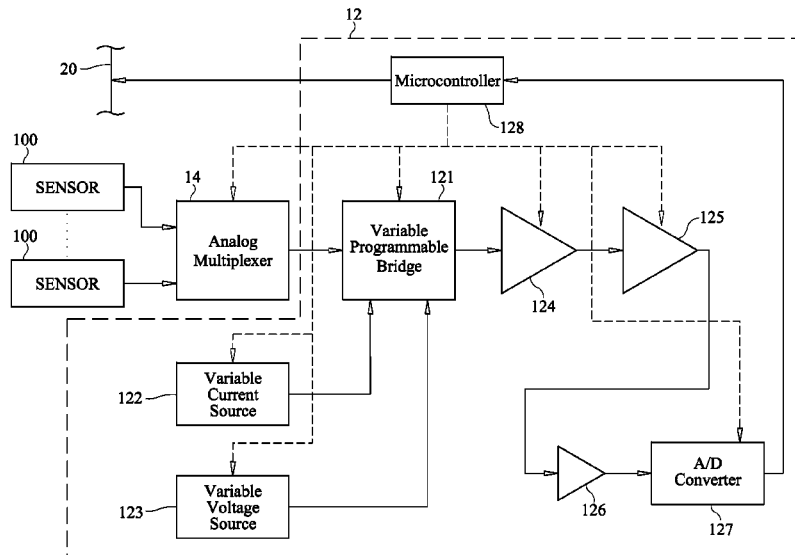 12
20
Microcontroller
128
100
SENSOR
14
Analog
Multiplexer
121
Variable
Programmable
Bridge
125
124
100
SENSOR
122
Variable
Current
Source
123
Variable
Voltage
Source
126
A/D
Converter
127